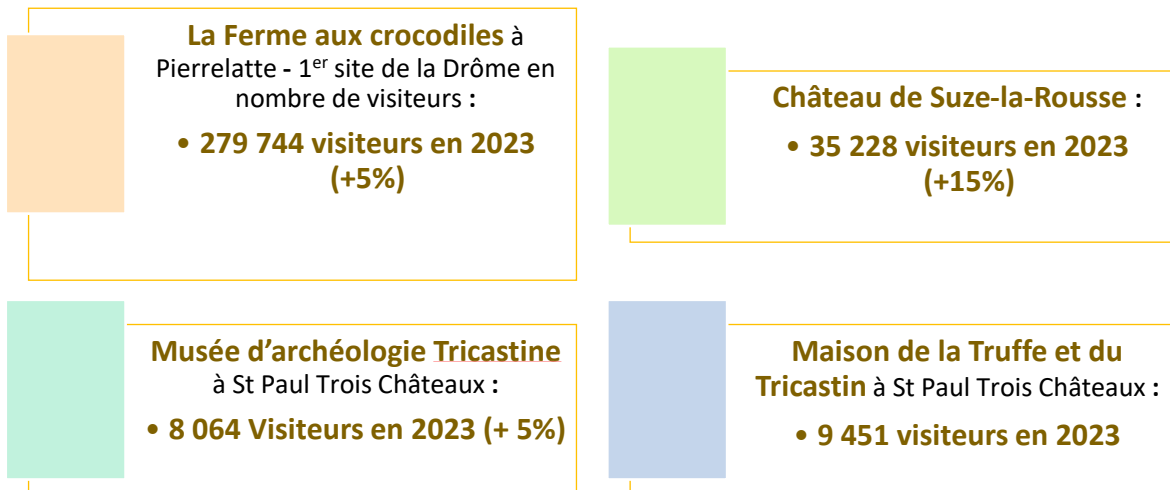 La Ferme aux crocodiles à
Pierrelatte - 1er site de la Drôme en
nombre de visiteurs :
• 279 744 visiteurs en 2023
(+5%)
Château de Suze-la-Rousse :
• 35 228 visiteurs en 2023
(+15%)
Musée d’archéologie Tricastine
à St Paul Trois Châteaux :
• 8 064 Visiteurs en 2023 (+ 5%)
Maison de la Truffe et du
Tricastin à St Paul Trois Châteaux :
• 9 451 visiteurs en 2023